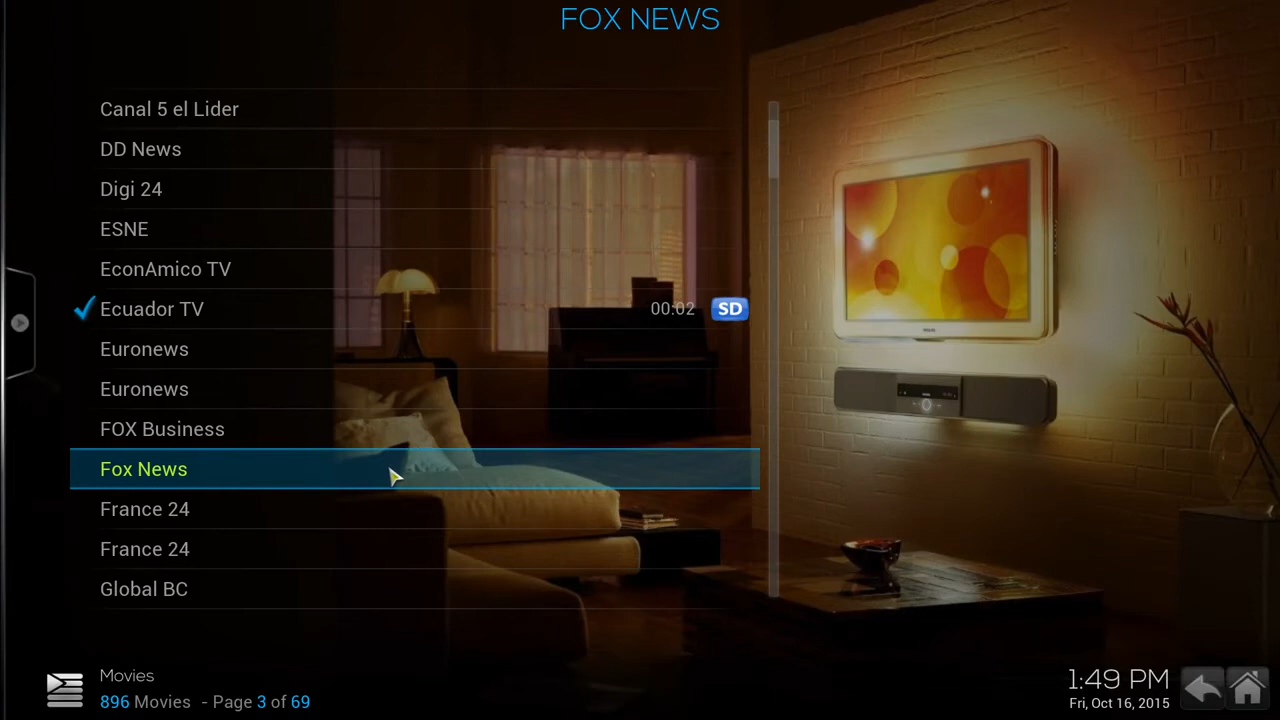 FOX NEWS
Canal 5 el Lider
DD News
Digi 24
ESNE
EconAmico TV
Ecuador TV 00:02 SD
Euronews
Euronews
FOX Business
Fox News
France 24
France 24
Global BC
Movies
896 Movies - Page 3 of 69
1:49 PM
Fri, Oct 16, 2015